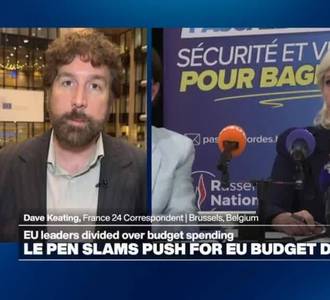 SÉCURITÉ ET V
POUR BAG
Rasse
Nation
Dave Keating, France 24 Correspondent | Brussels, Belgium
EU leaders divided over budget spending
LE PEN SLAMS PUSH FOR EU BUDGET D